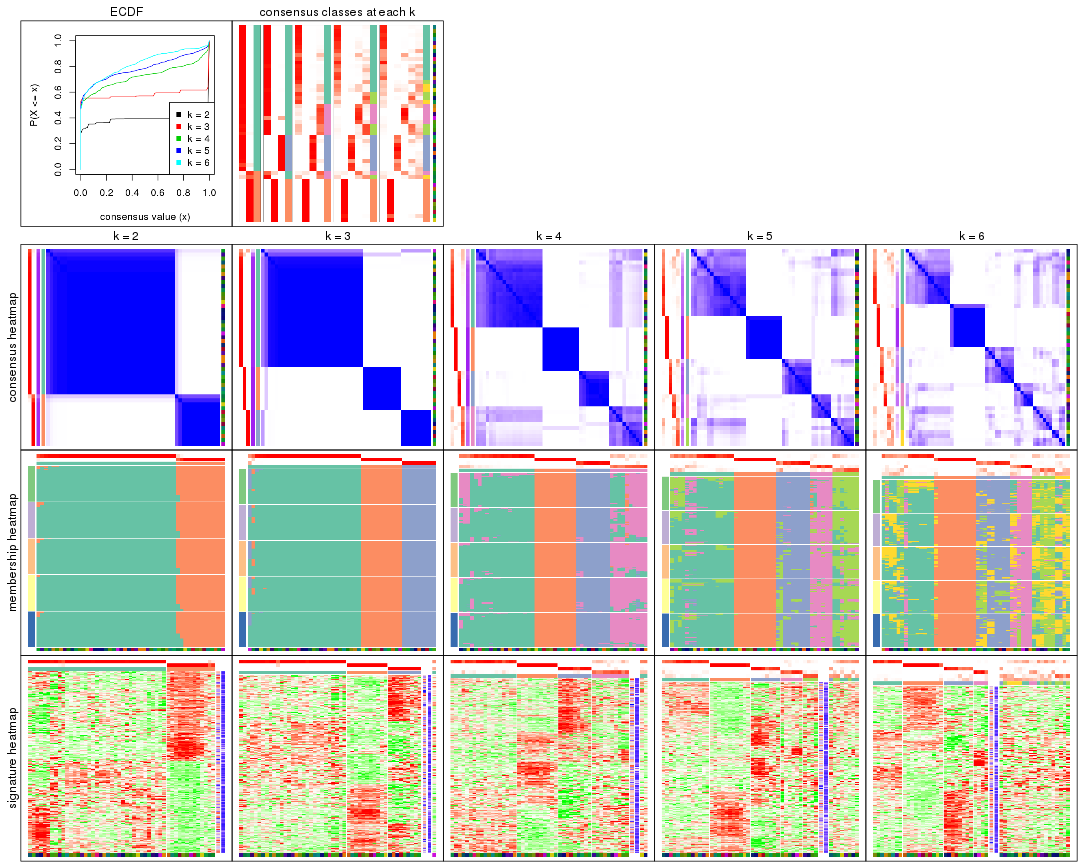 ECDF
consensus classes at each k
P(X <= x)
0.0 0.2 0.4 0.6 0.8 1.0
k = 2
k = 3
k = 4
k = 5
k = 6
0.0 0.2 0.4 0.6 0.8 1.0
consensus value (x)
k = 2 k = 3 k = 4 k = 5 k = 6
consensus heatmap
membership heatmap
signature heatmap